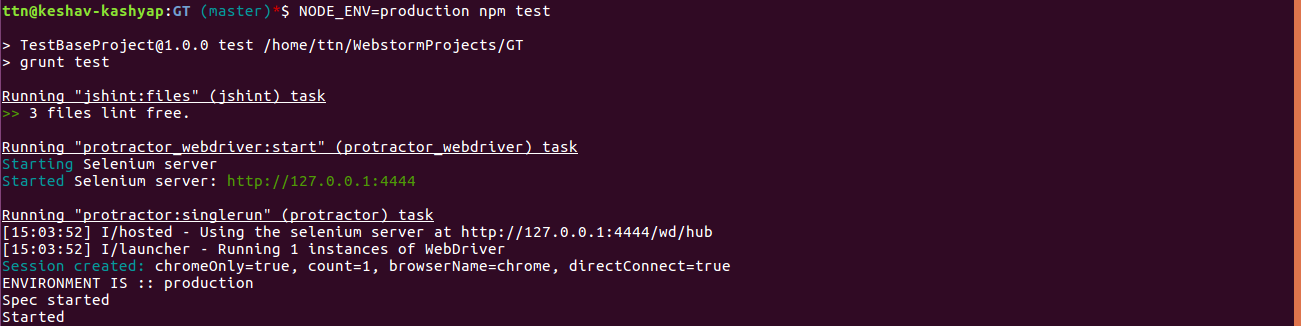 ttn@keshav-kashyap:GT (master)*$ NODE_ENV=production npm test
> TestBaseProject@1.0.0 test /home/ttn/WebstormProjects/GT
> grunt test
Running "jshint:files" (jshint) task
>> 3 files lint free.
Running "protractor_webdriver:start" (protractor_webdriver) task
Starting Selenium server
Started Selenium server: http://127.0.0.1:4444
Running "protractor:singlerun" (protractor) task
[15:03:52] I/hosted - Using the selenium server at http://127.0.0.1:4444/wd/hub
[15:03:52] I/launcher - Running 1 instances of WebDriver
Session created: chromeOnly=true, count=1, browserName=chrome, directConnect=true
ENVIRONMENT IS :: production
Spec started
Started